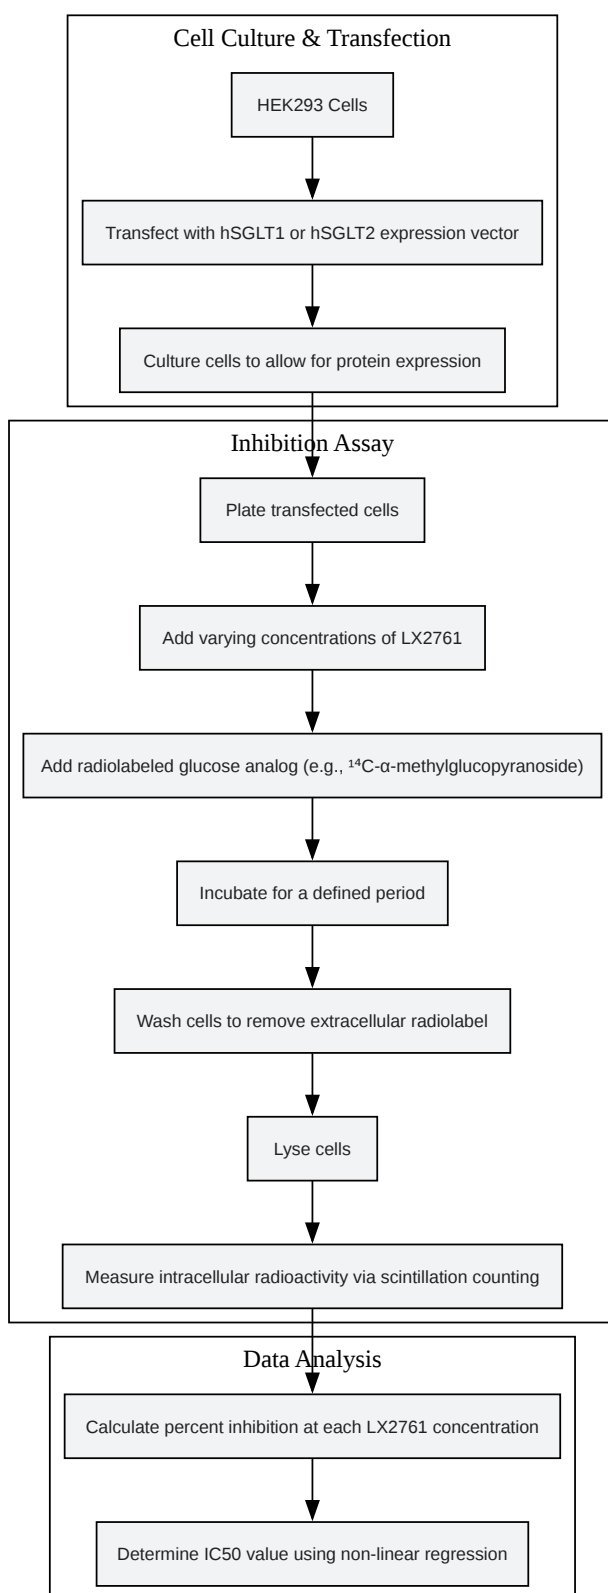 Cell Culture & Transfection
HEK293 Cells
Transfect with hSGLT1 or hSGLT2 expression vector
Culture cells to allow for protein expression
Inhibition Assay
Plate transfected cells
Add varying concentrations of LX2761
Add radiolabeled glucose analog (e.g., ¹⁴C-α-methylglucopyranoside)
Incubate for a defined period
Wash cells to remove extracellular radiolabel
Lyse cells
Measure intracellular radioactivity via scintillation counting
Data Analysis
Calculate percent inhibition at each LX2761 concentration
Determine IC50 value using non-linear regression